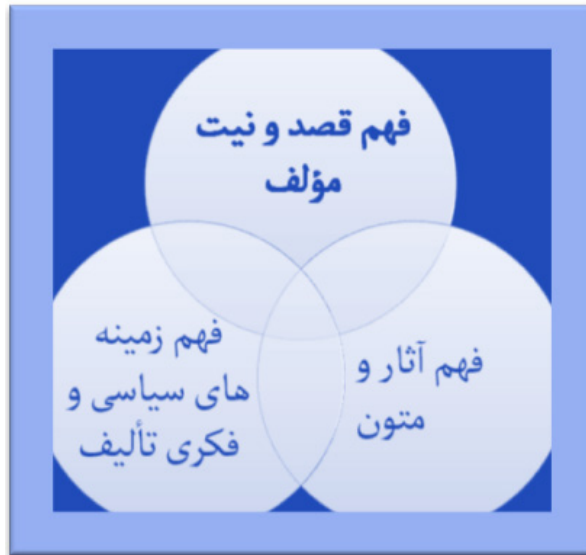 فهم قصد و نیت
مؤلف
فهم آثار و
متون
فهم زمینه
های سیاسی و
فکری تألیف